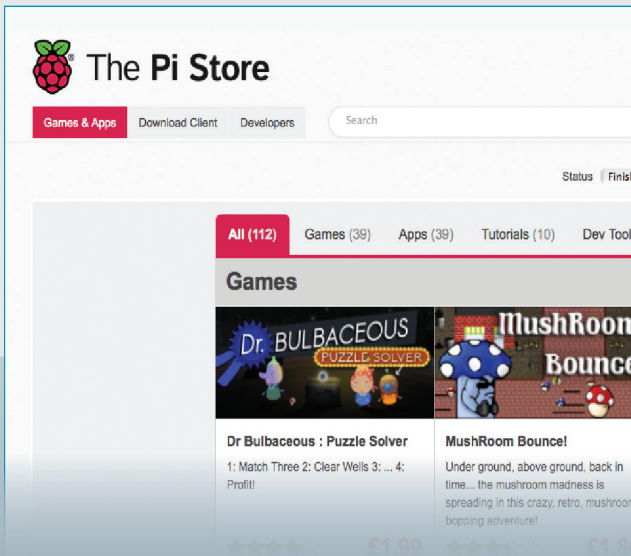 The Pi Store
Games & Apps Download Client Developers Search
Status
All (112) Games (39) Apps (39) Tutorials (10) Dev Tool
Games
Dr. BULBACEOUS
PUZZLE SOLVER
MushRoom
Bounce
Dr Bulbaceous : Puzzle Solver
1: Match Three 2: Clear Wells 3: ... 4:
Profit!
MushRoom Bounce!
Under ground, above ground, back in
time... the mushroom madness is
spreading in this crazy, retro, mushroom
bopping adventure!
£1.99